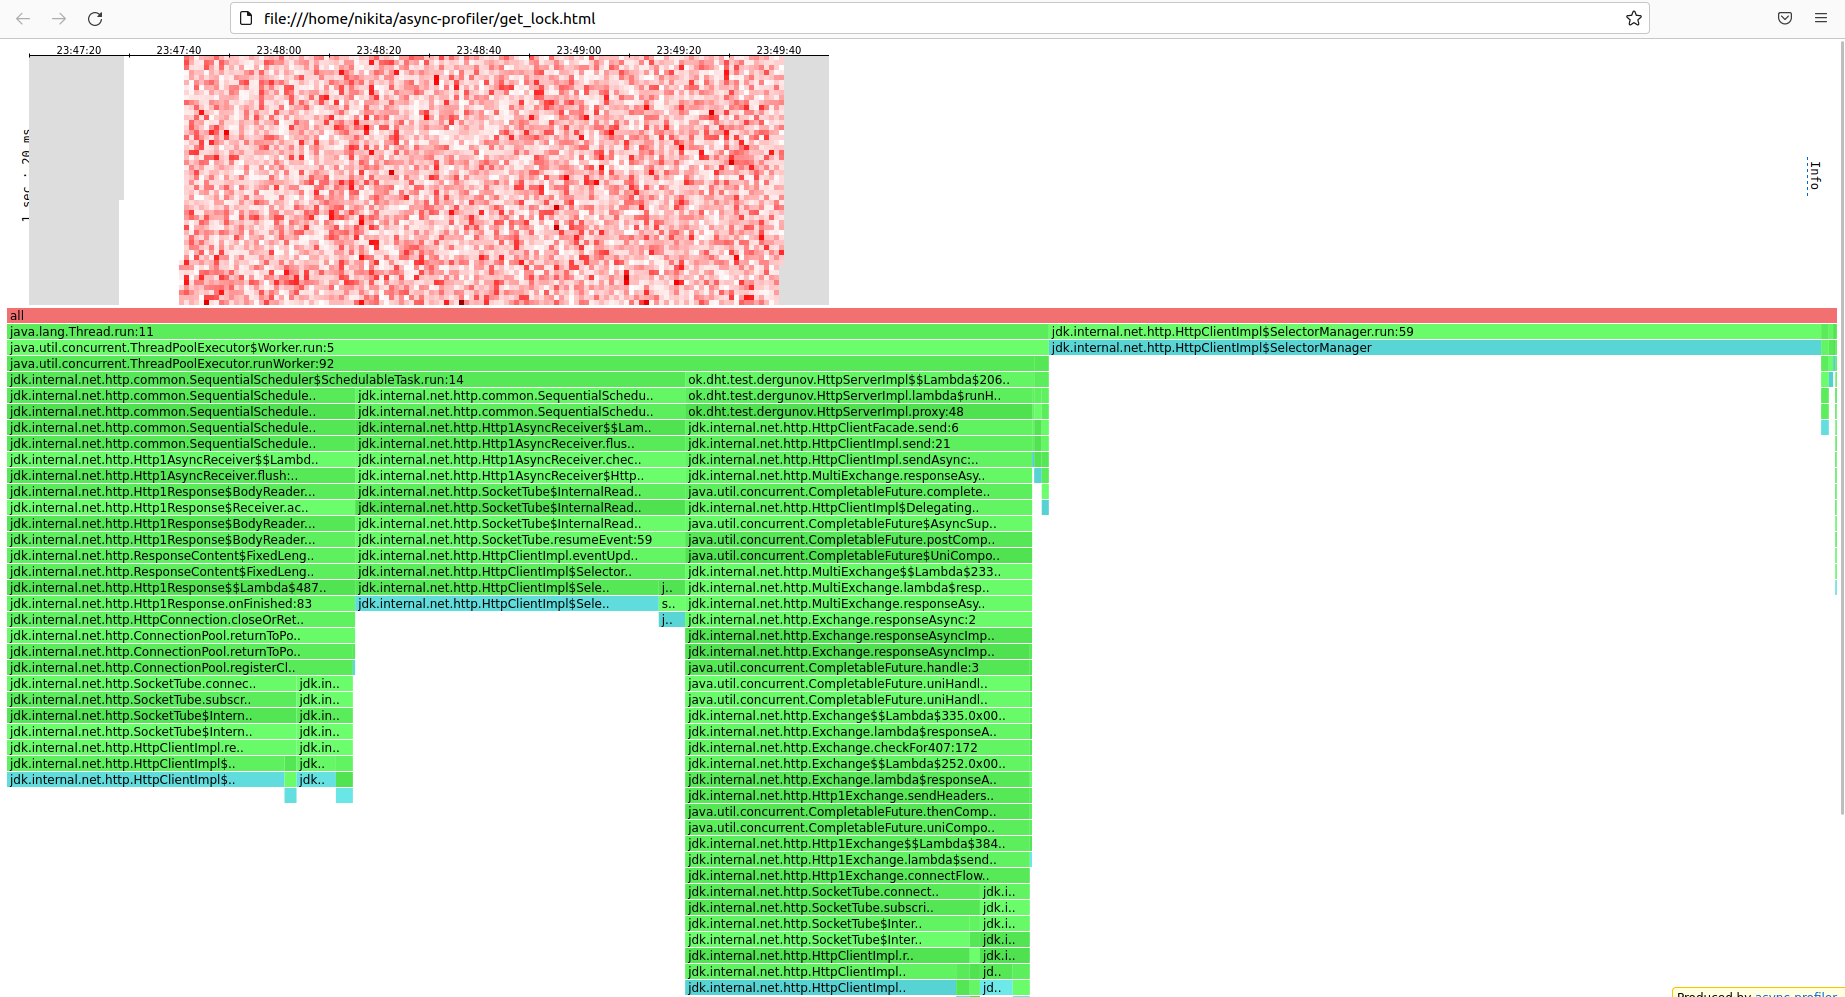 file:///home/nikita/async-profiler/get_lock.html
23:47:20 23:47:40 23:48:00 23:48:20 23:48:40 23:49:00 23:49:20 23:49:40
1 sec : 20 ms
Info
all
java.lang.Thread.run:11 jdk.internal.net.http.HttpClientImpl$SelectorManager.run:59
java.util.concurrent.ThreadPoolExecutor$Worker.run:5 jdk.internal.net.http.HttpClientImpl$SelectorManager
java.util.concurrent.ThreadPoolExecutor.runWorker:92
jdk.internal.net.http.common.SequentialScheduler$SchedulableTask.run:14 ok.dht.test.dergunov.HttpServerImpl$$Lambda$206..
jdk.internal.net.http.common.SequentialSchedule.. jdk.internal.net.http.common.SequentialSchedu.. ok.dht.test.dergunov.HttpServerImpl.lambda$runH..
jdk.internal.net.http.common.SequentialSchedule.. jdk.internal.net.http.common.SequentialSchedu.. ok.dht.test.dergunov.HttpServerImpl.proxy:48
jdk.internal.net.http.common.SequentialSchedule.. jdk.internal.net.http.Http1AsyncReceiver$$Lam.. jdk.internal.net.http.HttpClientFacade.send:6
jdk.internal.net.http.common.SequentialSchedule.. jdk.internal.net.http.Http1AsyncReceiver.flus.. jdk.internal.net.http.HttpClientImpl.send:21
jdk.internal.net.http.Http1AsyncReceiver$$Lambd.. jdk.internal.net.http.Http1AsyncReceiver.chec.. jdk.internal.net.http.HttpClientImpl.sendAsync:..
jdk.internal.net.http.Http1AsyncReceiver.flush:.. jdk.internal.net.http.Http1AsyncReceiver$Http.. jdk.internal.net.http.MultiExchange.responseAsy..
jdk.internal.net.http.Http1Response$BodyReader... jdk.internal.net.http.SocketTube$InternalRead.. java.util.concurrent.CompletableFuture.complete..
jdk.internal.net.http.Http1Response$Receiver.ac.. jdk.internal.net.http.SocketTube$InternalRead.. jdk.internal.net.http.HttpClientImpl$Delegating..
jdk.internal.net.http.Http1Response$BodyReader... jdk.internal.net.http.SocketTube$InternalRead.. java.util.concurrent.CompletableFuture$AsyncSup..
jdk.internal.net.http.Http1Response$BodyReader... jdk.internal.net.http.SocketTube.resumeEvent:59 java.util.concurrent.CompletableFuture.postComp..
jdk.internal.net.http.ResponseContent$FixedLeng.. jdk.internal.net.http.HttpClientImpl.eventUpd.. java.util.concurrent.CompletableFuture$UniCompo..
jdk.internal.net.http.ResponseContent$FixedLeng.. jdk.internal.net.http.HttpClientImpl$Selector.. jdk.internal.net.http.MultiExchange$$Lambda$233..
jdk.internal.net.http.Http1Response$$Lambda$487.. jdk.internal.net.http.HttpClientImpl$Sele.. j.. jdk.internal.net.http.MultiExchange.lambda$resp..
jdk.internal.net.http.Http1Response.onFinished:83 jdk.internal.net.http.HttpClientImpl$Sele.. s.. jdk.internal.net.http.MultiExchange.responseAsy..
jdk.internal.net.http.HttpConnection.closeOrRet.. j.. jdk.internal.net.http.Exchange.responseAsync:2
jdk.internal.net.http.ConnectionPool.returnToPo.. jdk.internal.net.http.Exchange.responseAsyncImp..
jdk.internal.net.http.ConnectionPool.returnToPo.. jdk.internal.net.http.Exchange.responseAsyncImp..
jdk.internal.net.http.ConnectionPool.registerCl.. java.util.concurrent.CompletableFuture.handle:3
jdk.internal.net.http.SocketTube.connec.. jdk.in.. java.util.concurrent.CompletableFuture.uniHandl..
jdk.internal.net.http.SocketTube.subscr.. jdk.in.. java.util.concurrent.CompletableFuture.uniHandl..
jdk.internal.net.http.SocketTube$Intern.. jdk.in.. jdk.internal.net.http.Exchange$$Lambda$335.0x00..
jdk.internal.net.http.SocketTube$Intern.. jdk.in.. jdk.internal.net.http.Exchange.lambda$responseA..
jdk.internal.net.http.HttpClientImpl.re.. jdk.in.. jdk.internal.net.http.Exchange.checkFor407:172
jdk.internal.net.http.HttpClientImpl$.. jdk.. jdk.internal.net.http.Exchange$$Lambda$252.0x00..
jdk.internal.net.http.HttpClientImpl$.. jdk.. jdk.internal.net.http.Exchange.lambda$responseA..
jdk.internal.net.http.Http1Exchange.sendHeaders..
java.util.concurrent.CompletableFuture.thenComp..
java.util.concurrent.CompletableFuture.uniCompo..
jdk.internal.net.http.Http1Exchange$$Lambda$384..
jdk.internal.net.http.Http1Exchange.lambda$send..
jdk.internal.net.http.Http1Exchange.connectFlow..
jdk.internal.net.http.SocketTube.connect.. jdk.i..
jdk.internal.net.http.SocketTube.subscri.. jdk.i..
jdk.internal.net.http.SocketTube$Inter.. jdk.i..
jdk.internal.net.http.SocketTube$Inter.. jdk.i..
jdk.internal.net.http.HttpClientImpl.r.. jdk.i..
jdk.internal.net.http.HttpClientImpl.. jd..
jdk.internal.net.http.HttpClientImpl.. jd..
Produced by async-profiler